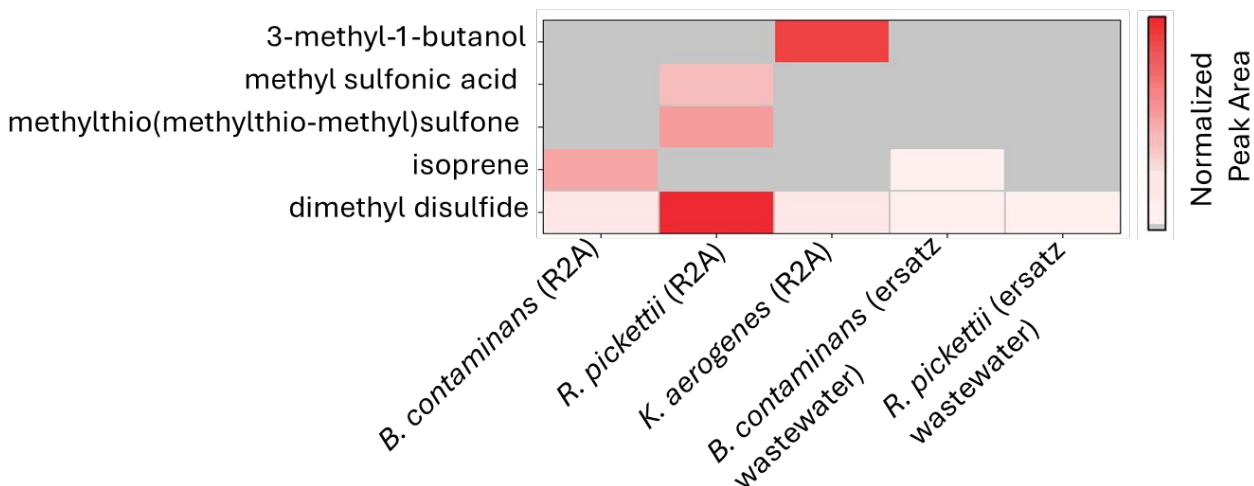 3-methyl-1-butanol
methyl sulfonic acid
methylthio(methylthio-methyl)sulfone
isoprene
dimethyl disulfide
B. contaminans (R2A)
R. pickettii (R2A)
K. aerogenes (R2A)
B. contaminans (ersatz
wastewater)
R. pickettii (ersatz
wastewater)
Normalized
Peak Area